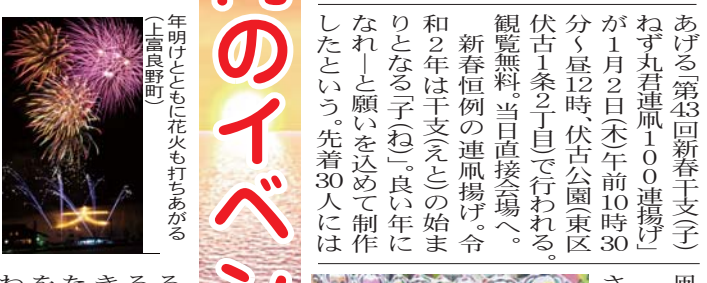 あげる「第43回新春干支(子)
ねず丸君連凧100連揚げ」
が1月2日(木)午前10時30
分〜昼12時、伏古公園(東区
伏古1条2丁目)で行われる。
観覧無料。当日直接会場へ。
新春恒例の連凧揚げ。令
和2年は干支(えと)の始ま
りとなる「子(ね)」。良い年に
なれ―と願いを込めて制作
したという。先着30人には
のイベン
年明けとともに花火も打ちあがる
(上富良野町)